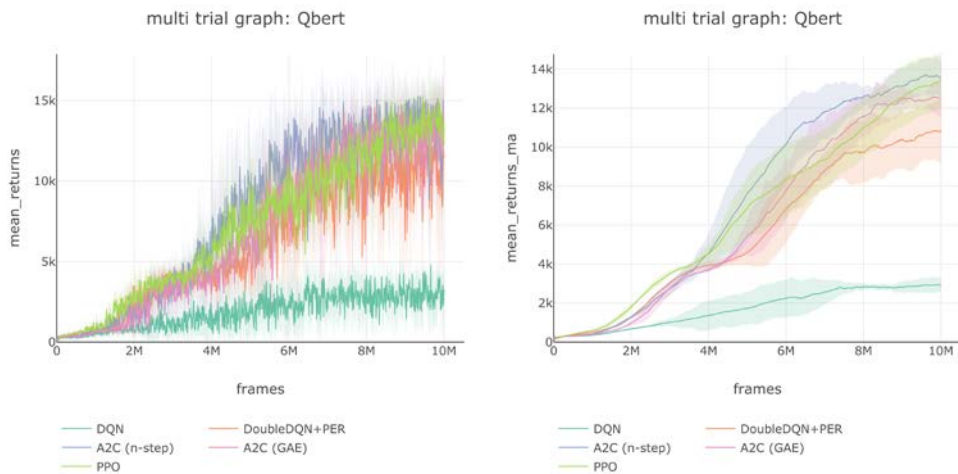 multi trial graph: Qbert
mean_returns
15k
10k
5k
0
0 2M 4M 6M 8M 10M
frames
DQN DoubleDQN+PER
A2C (n-step) A2C (GAE)
PPO
multi trial graph: Qbert
mean_returns_ma
14k
12k
10k
8k
6k
4k
2k
0
0 2M 4M 6M 8M 10M
frames
DQN DoubleDQN+PER
A2C (n-step) A2C (GAE)
PPO